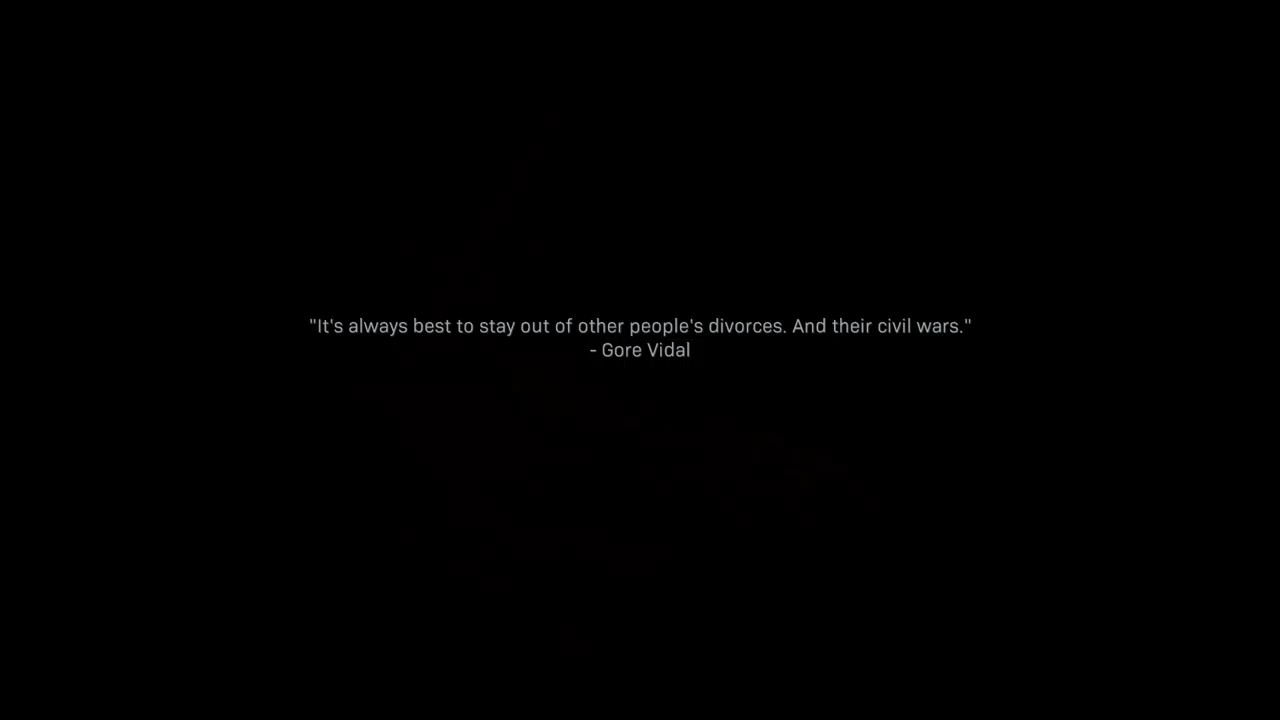 "It's always best to stay out of other people's divorces. And their civil wars."
- Gore Vidal